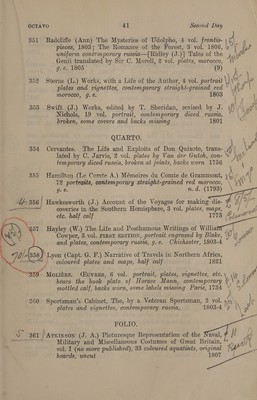 OCTAVO 41 Second Day
351 Radcliffe (Ann) The Mysteries of Udolpho, 4 vol. frontis-
pieces, 1803; The Romance of the Forest, 3 vol. 1806,
uniform contemporary russia—[Ridley (J.)] Tales of the
Genii translated by Sir C. Morell, 2 vol. plates, morocco,
g. e. 1805 (9)
352 Sterne (L.) Works, with a Life of the Author, 4 vol. portrait
plates and vignettes, contemporary straight-grained red
morocco, g. e. 1803
353 Swift (J.) Works, edited by T. Sheridan, revised by J.
Nichols, 19 vol. portrait, contemporary diced russia,
broken, some covers and backs missing 1801
QUARTO.
354 Cervantes. The Life and Exploits of Don Quixote, trans-
lated by C. Jarvis, 2 vol. plates by Van der Gutch, con-
temporary diced russia, broken at joints, backs worn 1756
355 Hamilton (Le Comte A.) Mémoires du Comte de Grammont,
72 portraits, contemporary straight-grained red morocco,
g. e. n. d. (1793)
356 Hawkesworth (J.) Account of the Voyages for making dis-
coveries in the Southern Hemisphere, 3 vol. plates, maps,
etc. half calf 1773
357 Hayley (W.) The Life and Posthumous Writings of William
Cowper, 3 vol. FIRST EDITION, portrait engraved by Blake,
and plates, contemporary russia, g. e. Chichester, 1803-4
358 Lyon (Capt. G. F.) Narrative of Travels in Northern Africa,
coloured plates and maps, half calf 1821
359 MOLIÈRE. ŒUVRES, 6 vol. portrait, plates, vignettes, etc.
bears the book plate of Horace Mann, contemporary
mottled calf, backs worn, some labels missing Paris, 1734
360 Sportsman's Cabinet, The, by a Veteran Sportsman, 2 vol.
plates and vignettes, contemporary russia, 1803-4
FOLIO.
361 ATKINSON (J. A.) Picturesque Representation of the Naval,
Military and Miscellaneous Costumes of Great Britain,
vol. 1 (no more published), 33 coloured aquatints, original
boards, uncut 1807